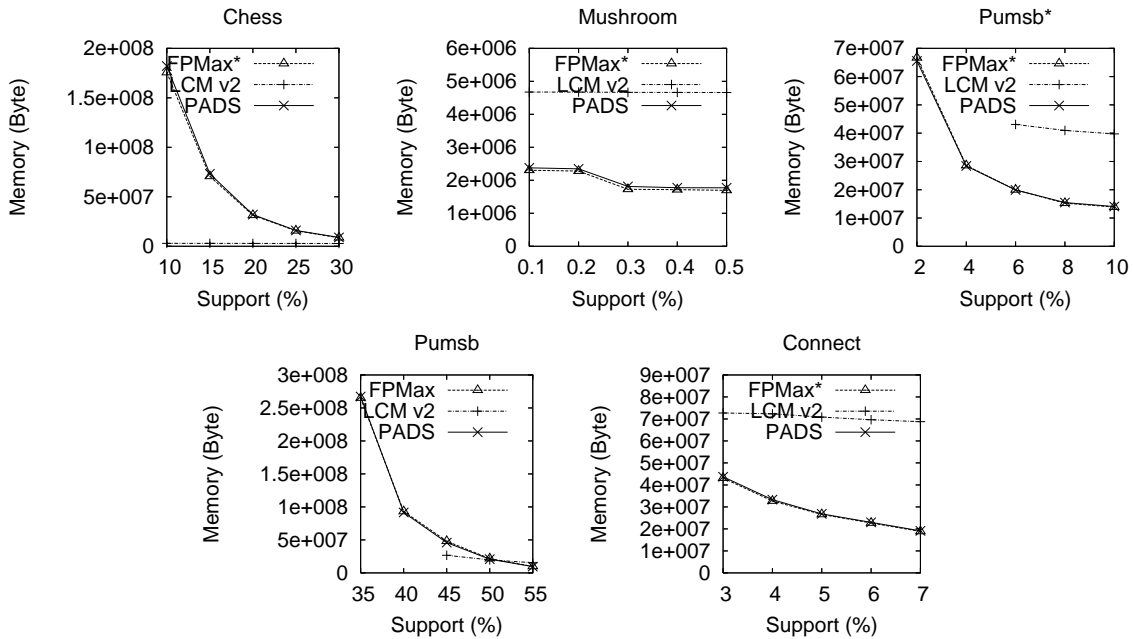 Chess
2e+008
1.5e+008
1e+008
5e+007
0
10 15 20 25 30
Memory (Byte)
Support (%)
FPMax*
LCM v2
PADS
Mushroom
6e+006
5e+006
4e+006
3e+006
2e+006
1e+006
0
0.1 0.2 0.3 0.4 0.5
Memory (Byte)
Support (%)
FPMax*
LCM v2
PADS
Pumsb*
7e+007
6e+007
5e+007
4e+007
3e+007
2e+007
1e+007
0
2 4 6 8 10
Memory (Byte)
Support (%)
FPMax*
LCM v2
PADS
Pumsb
3e+008
2.5e+008
2e+008
1.5e+008
1e+008
5e+007
0
35 40 45 50 55
Memory (Byte)
Support (%)
FPMax
LCM v2
PADS
Connect
9e+007
8e+007
7e+007
6e+007
5e+007
4e+007
3e+007
2e+007
1e+007
0
3 4 5 6 7
Memory (Byte)
Support (%)
FPMax*
LCM v2
PADS